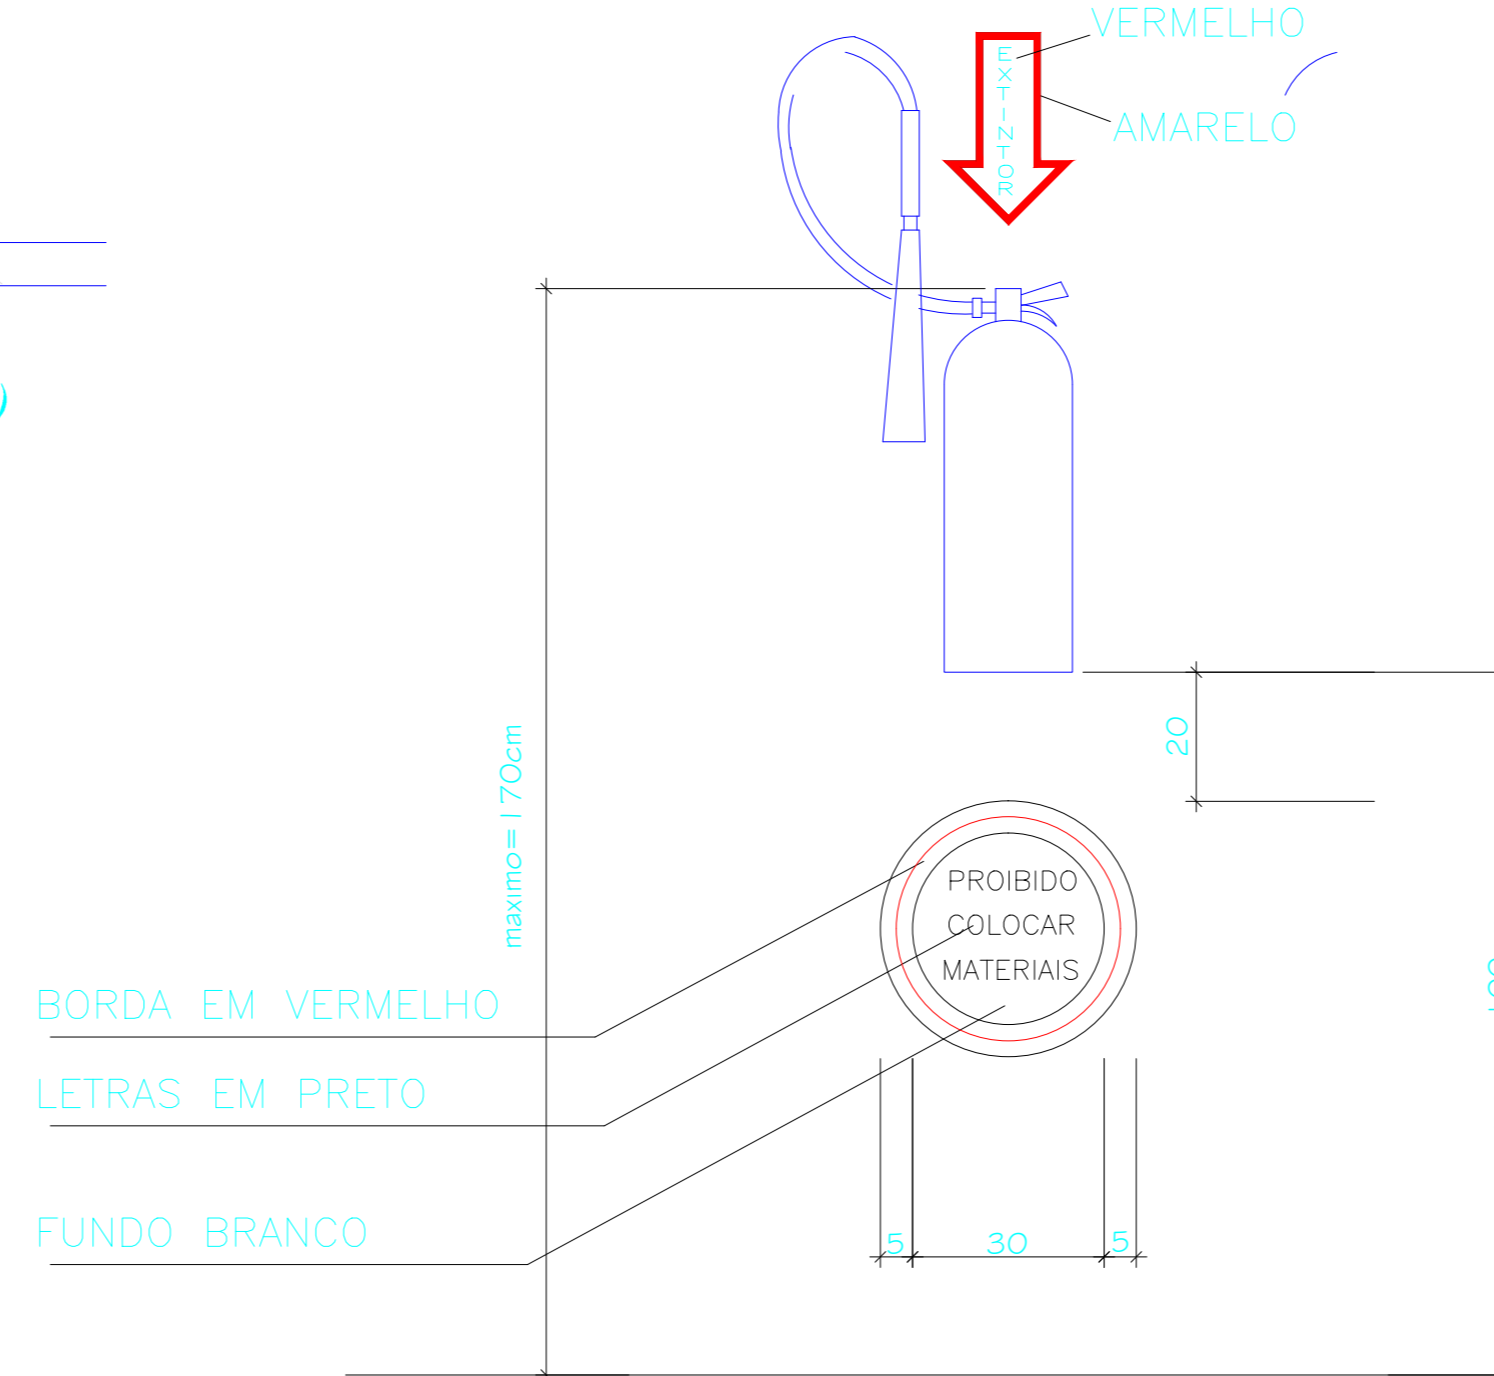 VERMELHO
EXTINTOR
AMARELO
20
maximo=170cm
PROIBIDO
COLOCAR
MATERIAIS
BORDA EM VERMELHO
LETRAS EM PRETO
FUNDO BRANCO
5 30 5